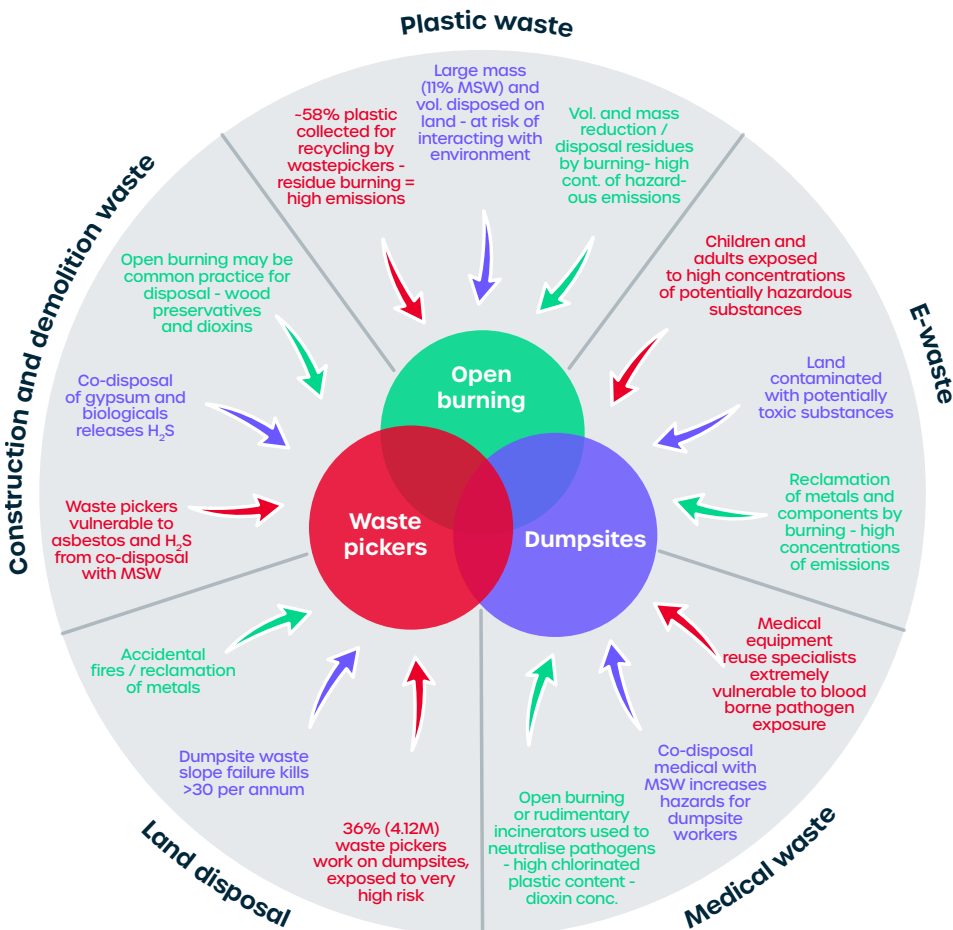 Plastic waste
~58% plastic
collected for
recycling by
wastepickers -
residue burning =
high emissions
Large mass
(11% MSW) and
vol. disposed on
land - at risk of
interacting with
environment
Vol. and mass
reduction /
disposal residues
by burning- high
cont. of hazard-
ous emissions
E-waste
Children and
adults exposed
to high concentrations
of potentially hazardous
substances
Land
contaminated
with potentially
toxic substances
Reclamation
of metals and
components by
burning - high
concentrations
of emissions
Medical waste
Medical
equipment
reuse specialists
extremely
vulnerable to blood
borne pathogen
exposure
Co-disposal
medical with
MSW increases
hazards for
dumpsite
workers
Open burning
or rudimentary
incinerators used to
neutralise pathogens
- high chlorinated
plastic content -
dioxin conc.
Land disposal
36% (4.12M)
waste pickers
work on dumpsites,
exposed to very
high risk
Dumpsite waste
slope failure kills
>30 per annum
Accidental
fires / reclamation
of metals
Construction and demolition waste
Waste pickers
vulnerable to
asbestos and H₂S
from co-disposal
with MSW
Co-disposal
of gypsum and
biologicals
releases H₂S
Open burning may be
common practice for
disposal - wood
preservatives
and dioxins
Open
burning
Waste
pickers
Dumpsites